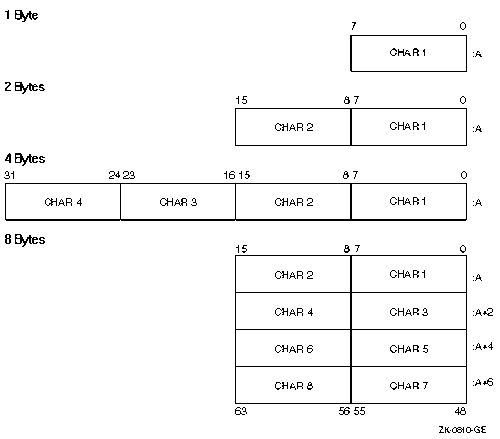 1 Byte
7 0
CHAR 1 :A
2 Bytes
15 8 7 0
CHAR 2 CHAR 1 :A
4 Bytes
31 24 23 16 15 8 7 0
CHAR 4 CHAR 3 CHAR 2 CHAR 1 :A
8 Bytes
15 8 7 0
CHAR 2 CHAR 1 :A
CHAR 4 CHAR 3 :A+2
CHAR 6 CHAR 5 :A+4
CHAR 8 CHAR 7 :A+6
63 56 55 48
ZK-0810-GE